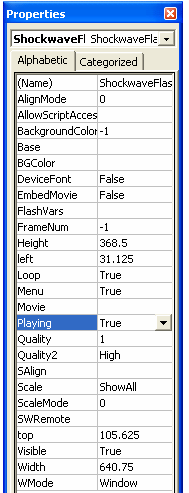 Properties
ShockwaveFl ShockwaveFla
Alphabetic Categorized
(Name) ShockwaveFlas
AlignMode 0
AllowScriptAcces
BackgroundColor -1
Base
BGColor
DeviceFont False
EmbedMovie False
FlashVars
FrameNum -1
Height 368.5
left 31.125
Loop True
Menu True
Movie
Playing True
Quality 1
Quality2 High
SAlign
Scale ShowAll
ScaleMode 0
SWRemote
top 105.625
Visible True
Width 640.75
WMode Window